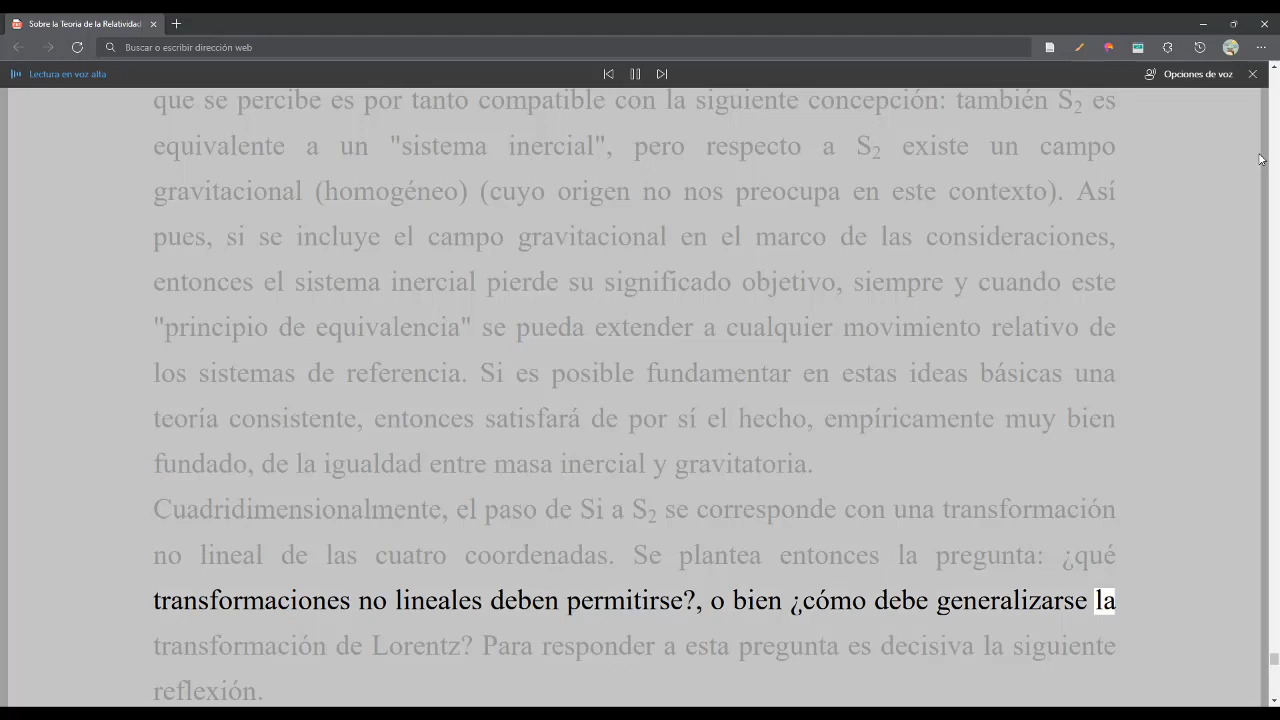 Sobre la Teoria de la Relatividad
Buscar o escribir dirección web
Lectura en voz alta
Opciones de voz
que se percibe es por tanto compatible con la siguiente concepción: también S₂ es
equivalente a un "sistema inercial", pero respecto a S₂ existe un campo
gravitacional (homogéneo) (cuyo origen no nos preocupa en este contexto). Así
pues, si se incluye el campo gravitacional en el marco de las consideraciones,
entonces el sistema inercial pierde su significado objetivo, siempre y cuando este
"principio de equivalencia" se pueda extender a cualquier movimiento relativo de
los sistemas de referencia. Si es posible fundamentar en estas ideas básicas una
teoría consistente, entonces satisfará de por sí el hecho, empíricamente muy bien
fundado, de la igualdad entre masa inercial y gravitatoria.
Cuadridimensionalmente, el paso de Si a S₂ se corresponde con una transformación
no lineal de las cuatro coordenadas. Se plantea entonces la pregunta: ¿qué
transformaciones no lineales deben permitirse?, o bien ¿cómo debe generalizarse la
transformación de Lorentz? Para responder a esta pregunta es decisiva la siguiente
reflexión.